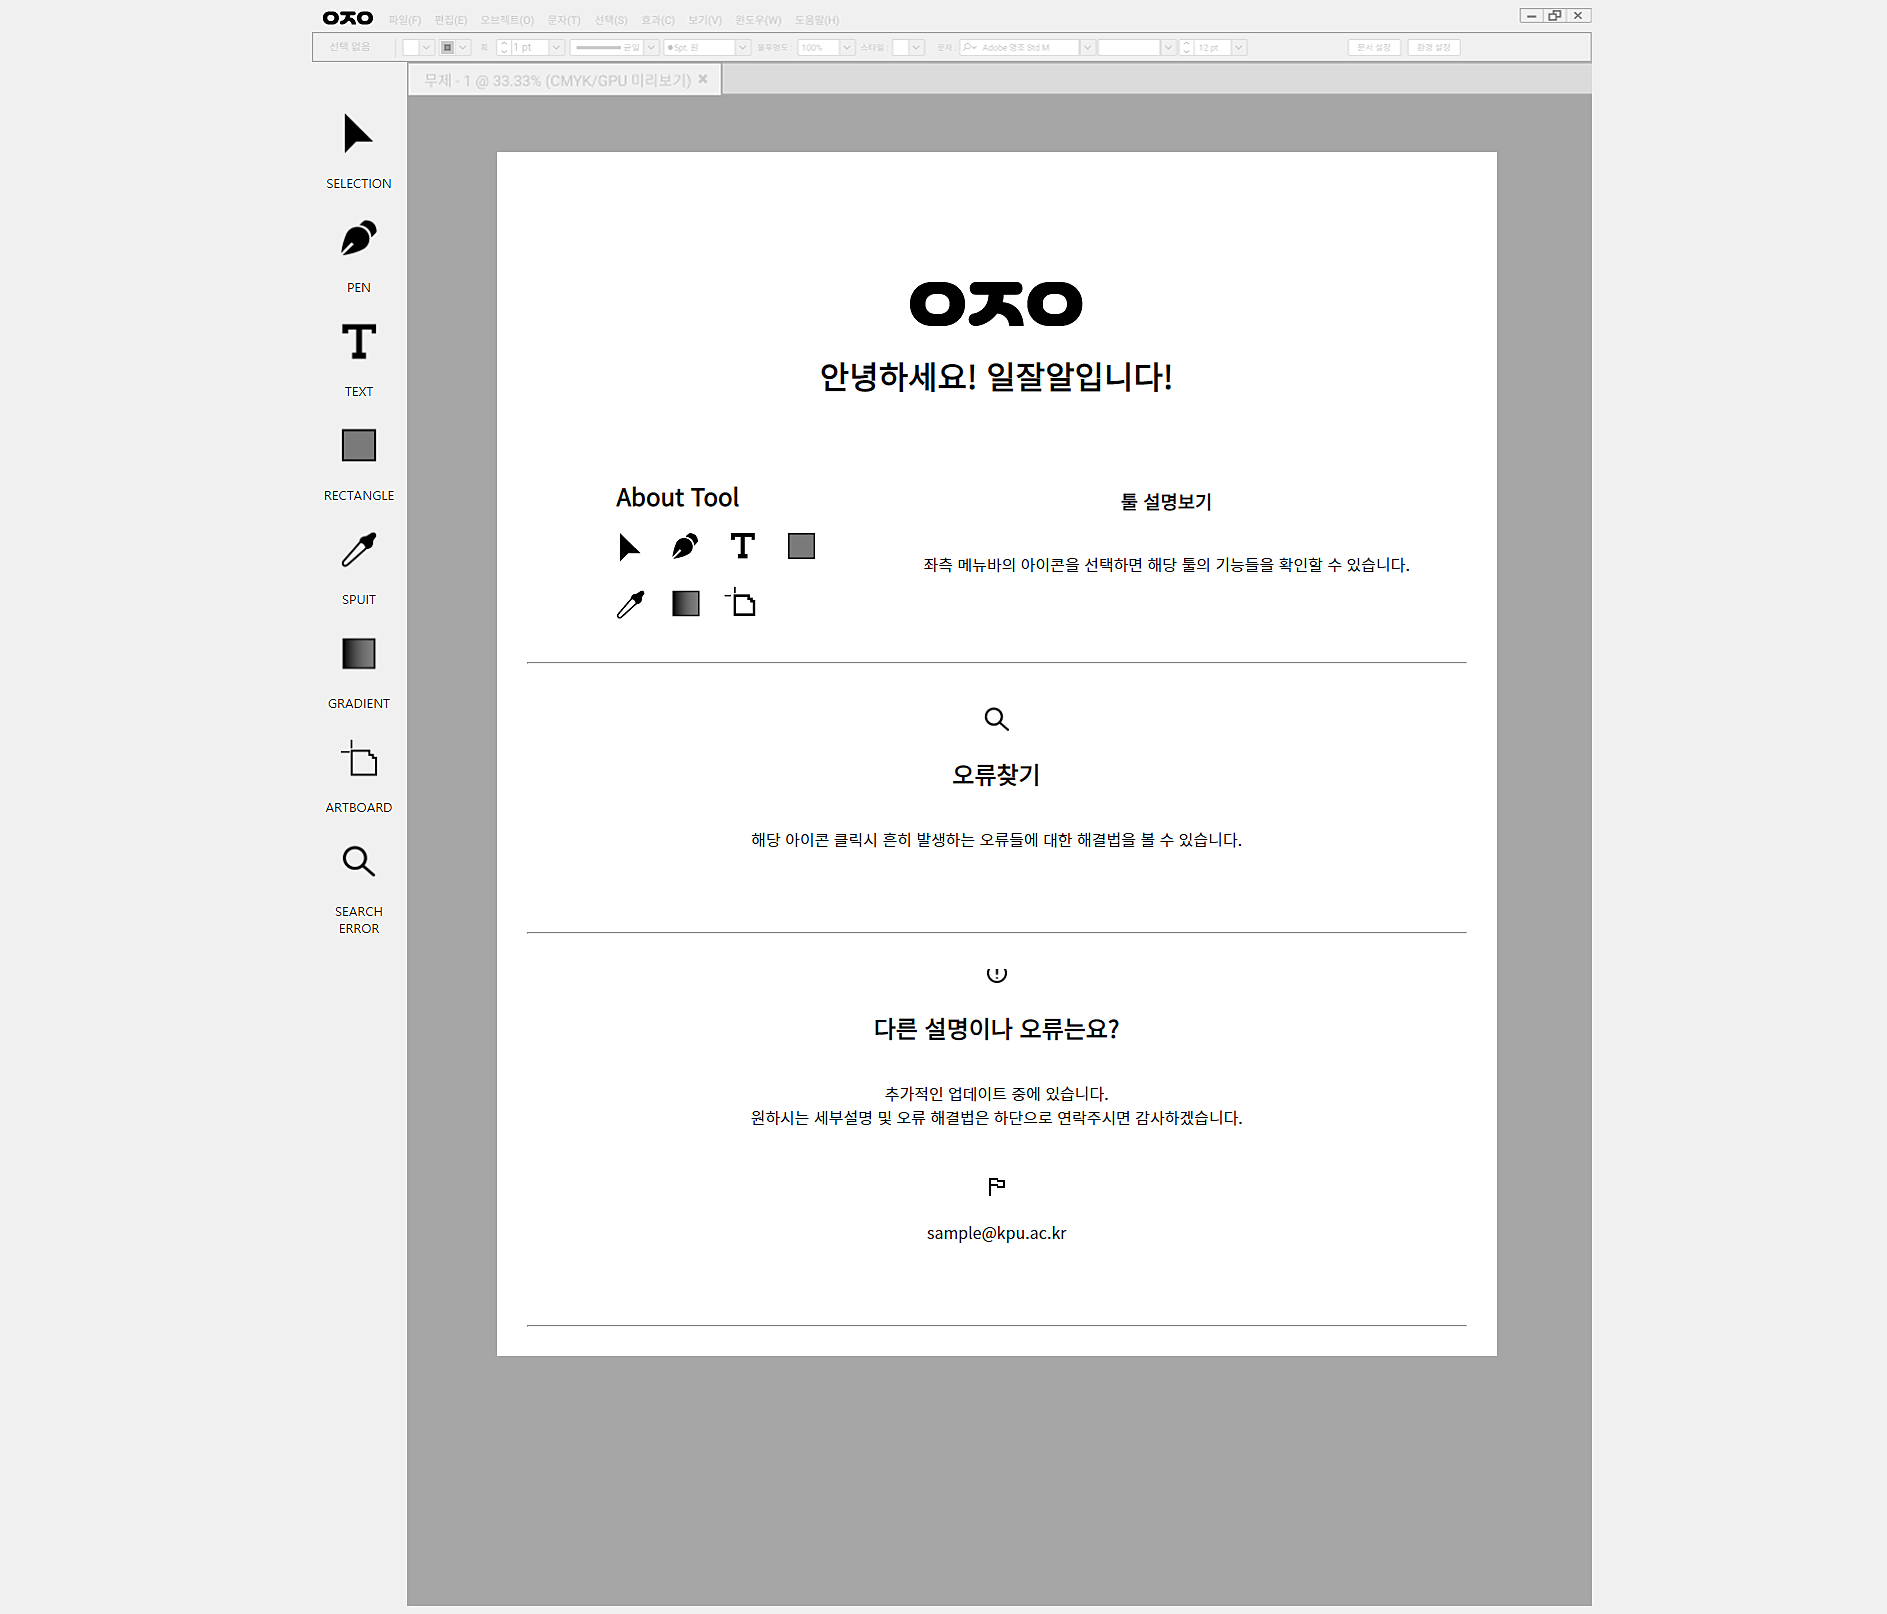 파일(F) 편집(E) 오브젝트(O) 문자(T) 선택(S) 효과(C) 보기(V) 윈도우(W) 도움말(H)
선택 없음 획 1 pt 균일 5pt. 원 불투명도 : 100% 스타일 : 문자 : Adobe 명조 Std M 12 pt 문서 설정 환경 설정
무제 - 1 @ 33.33% (CMYK/GPU 미리보기)
SELECTION
PEN
TEXT
RECTANGLE
SPUIT
GRADIENT
ARTBOARD
SEARCH
ERROR
안녕하세요! 일잘알입니다!
About Tool
툴 설명보기
좌측 메뉴바의 아이콘을 선택하면 해당 툴의 기능들을 확인할 수 있습니다.
오류찾기
해당 아이콘 클릭시 흔히 발생하는 오류들에 대한 해결법을 볼 수 있습니다.
다른 설명이나 오류는요?
추가적인 업데이트 중에 있습니다.
원하시는 세부설명 및 오류 해결법은 하단으로 연락주시면 감사하겠습니다.
sample@kpu.ac.kr